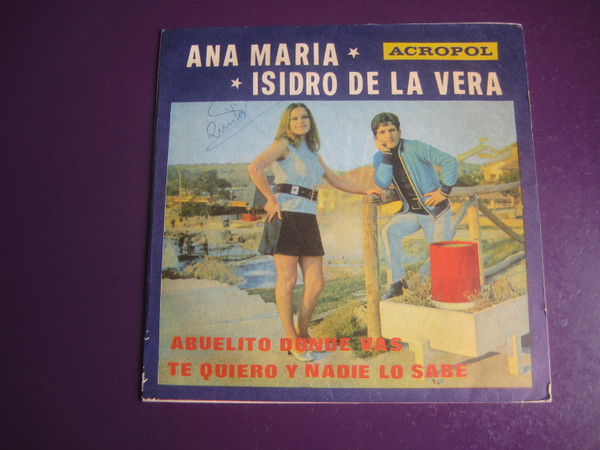 ANA MARIA
ACROPOL
ISIDRO DE LA VERA
ABUELITO DONDE VAS
TE QUIERO Y NADIE LO SABE